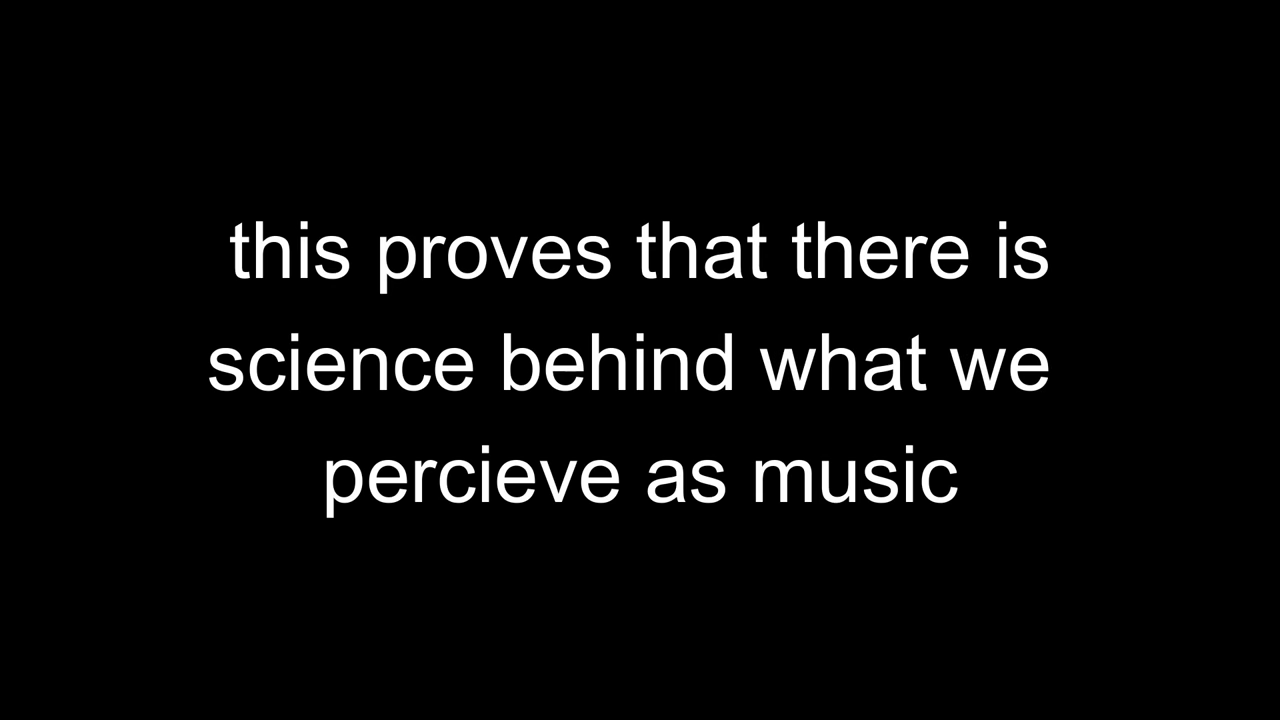 this proves that there is
science behind what we
percieve as music